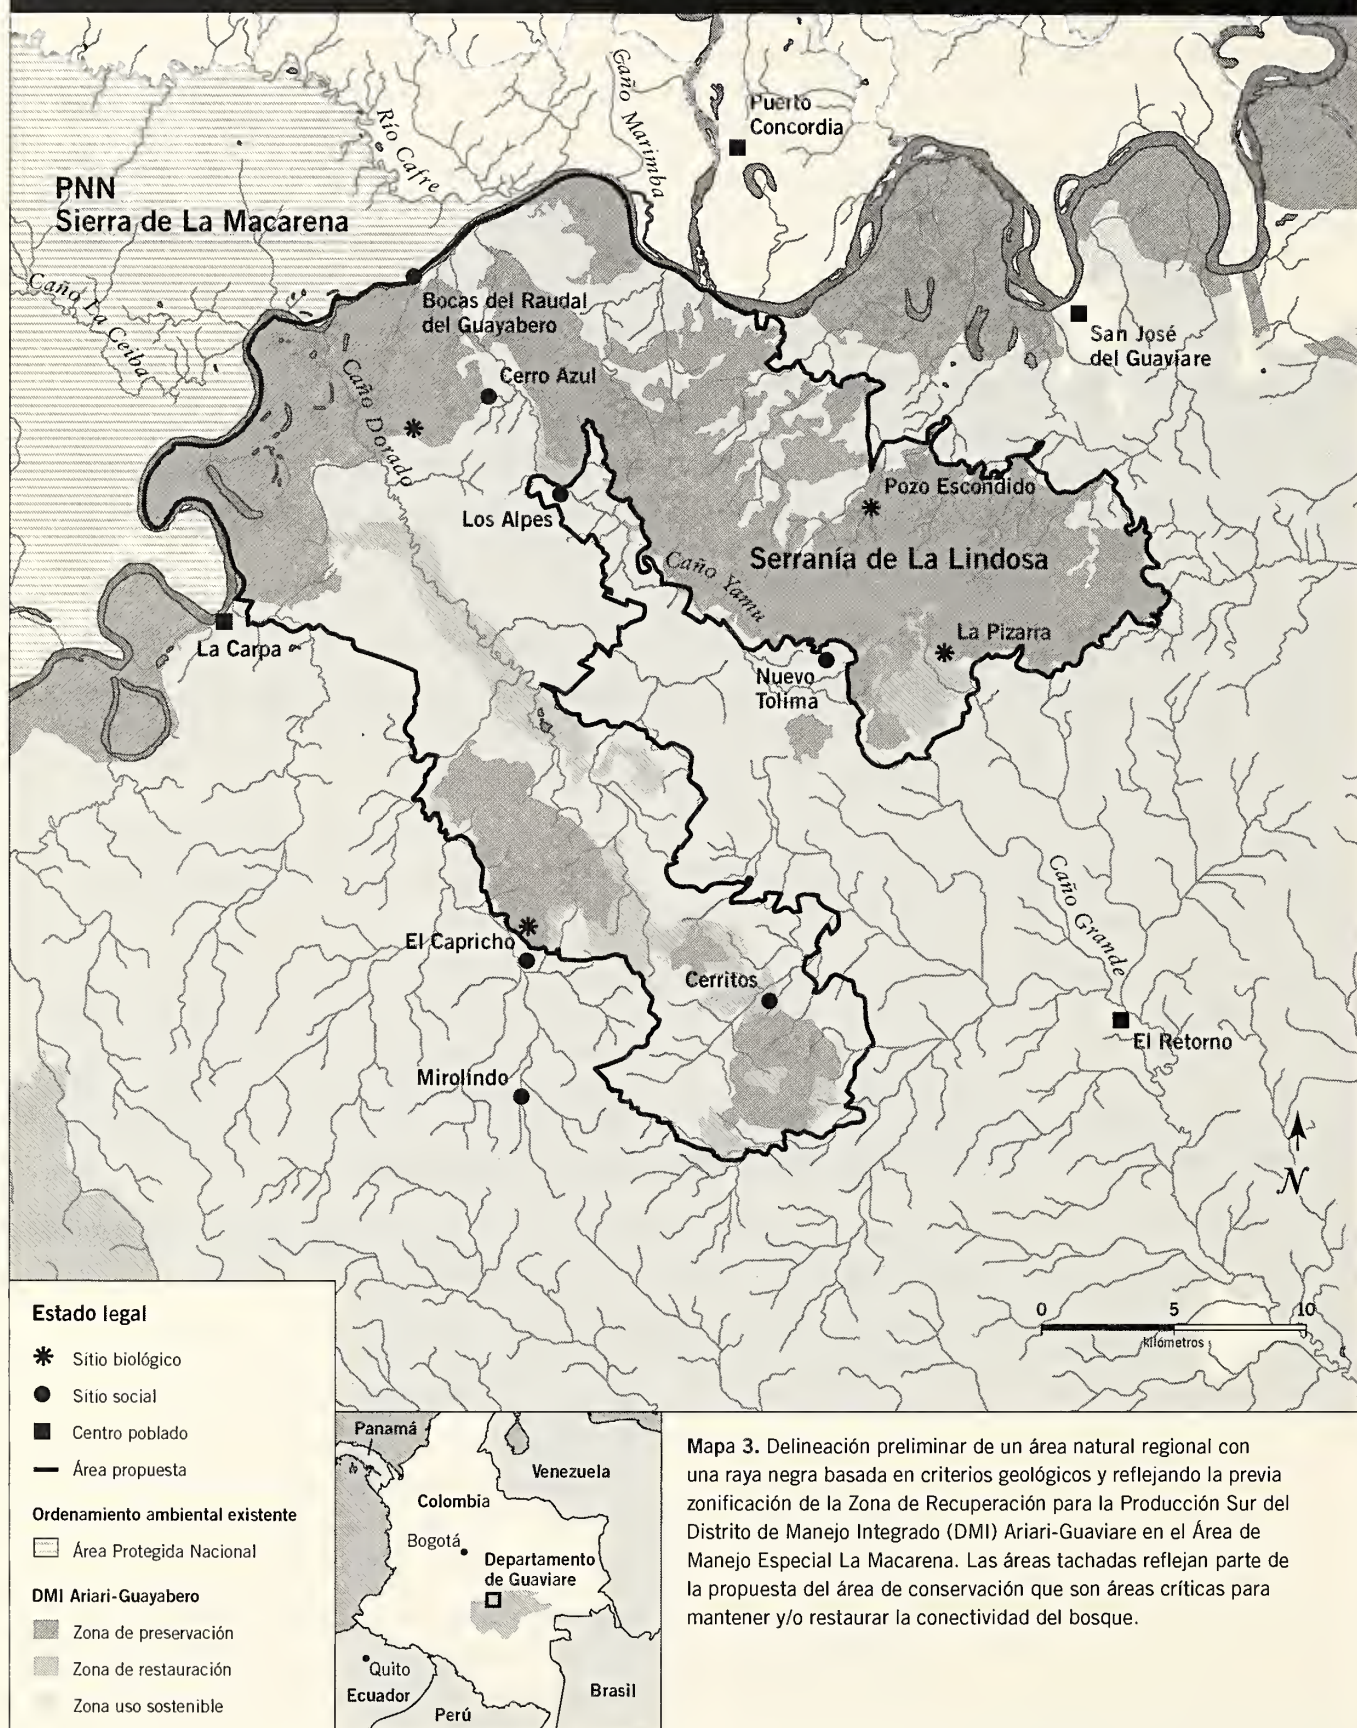 Caño Marimba
Río Cafre
Puerto
Concordia
PNN
Sierra de La Macarena
Caño La Ceiba
Bocas del Raudal
del Guayabero
San José
del Guaviare
Caño Dorado
Cerro Azul
Pozo Escondido
Los Alpes
Serranía de La Lindosa
Caño Yamu
La Pizarra
La Carpa
Nuevo
Tolima
Caño Grande
El Capricho
Cerritos
El Retorno
Mirolindo
N
0 5 10
kilómetros
Estado legal
Sitio biológico
Sitio social
Centro poblado
Área propuesta
Ordenamiento ambiental existente
Área Protegida Nacional
DMI Ariari-Guayabero
Zona de preservación
Zona de restauración
Zona uso sostenible
Panamá
Venezuela
Colombia
Bogotá
Departamento
de Guaviare
Quito
Ecuador
Perú
Brasil
Mapa 3. Delineación preliminar de un área natural regional con
una raya negra basada en criterios geológicos y reflejando la previa
zonificación de la Zona de Recuperación para la Producción Sur del
Distrito de Manejo Integrado (DMI) Ariari-Guaviare en el Área de
Manejo Especial La Macarena. Las áreas tachadas reflejan parte de
la propuesta del área de conservación que son áreas críticas para
mantener y/o restaurar la conectividad del bosque.